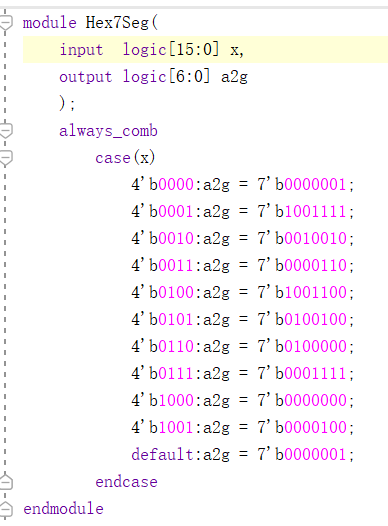 module Hex7Seg(
input  logic[15:0] x,
output logic[6:0] a2g
);
always_comb
case(x)
4'b0000:a2g = 7'b0000001;
4'b0001:a2g = 7'b1001111;
4'b0010:a2g = 7'b0010010;
4'b0011:a2g = 7'b0000110;
4'b0100:a2g = 7'b1001100;
4'b0101:a2g = 7'b0100100;
4'b0110:a2g = 7'b0100000;
4'b0111:a2g = 7'b0001111;
4'b1000:a2g = 7'b0000000;
4'b1001:a2g = 7'b0000100;
default:a2g = 7'b0000001;
endcase
endmodule